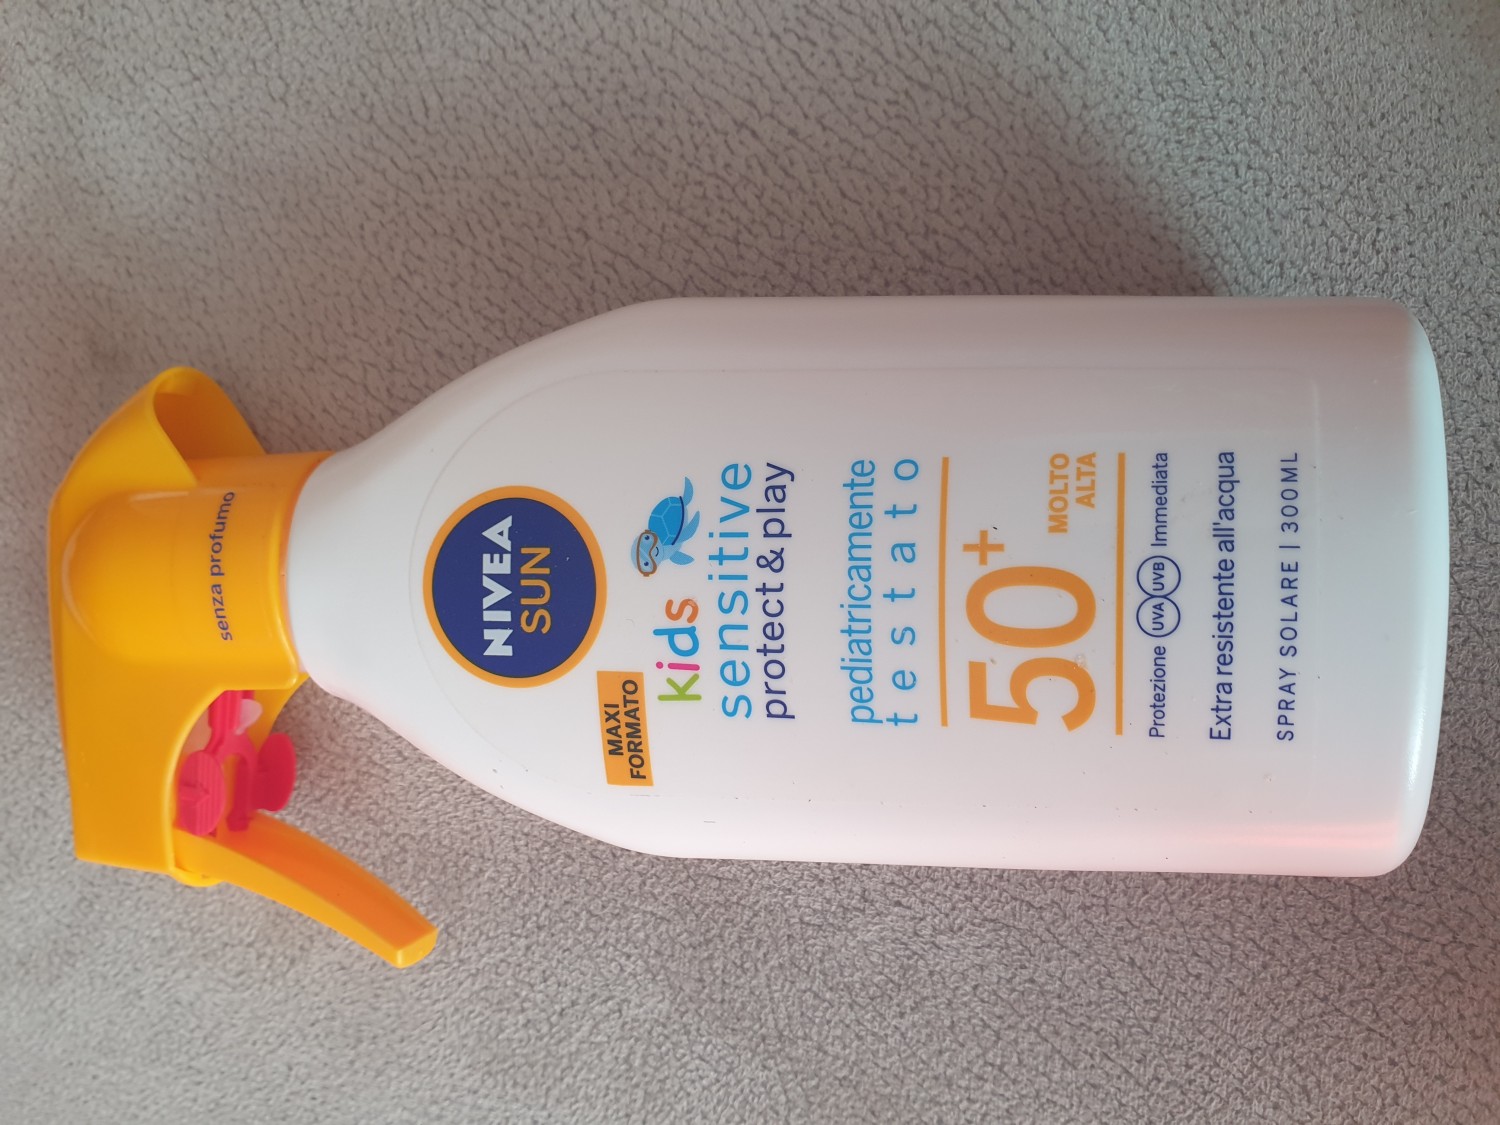 senza profumo
NIVEA
SUN
MAXI
FORMATO
kids
sensitive
protect & play
pediatricamente
testato
50+
MOLTO
ALTA
Protezione UVA UVB Immediata
Extra resistente all'acqua
SPRAY SOLARE | 300ML